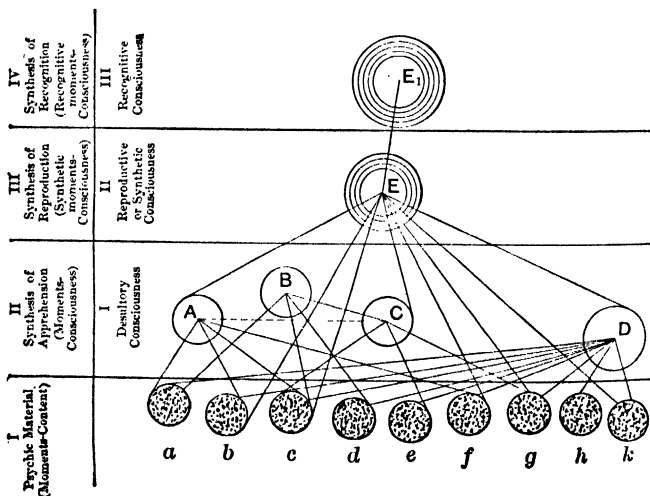 IV
Synthesis of
Recognition
(Recognitive
moments-
Consciousness)
III
Recognitive
Consciousness
E1
III
Synthesis of
Reproduction
(Synthetic
moments-
Consciousness)
II
Reproductive
or Synthetic
Consciousness
E
II
Synthesis of
Apprehension
(Moments-
Consciousness)
I
Desultory
Consciousness
A
B
C
D
I
Psychic Material
(Moments-Content)
a b c d e f g h k